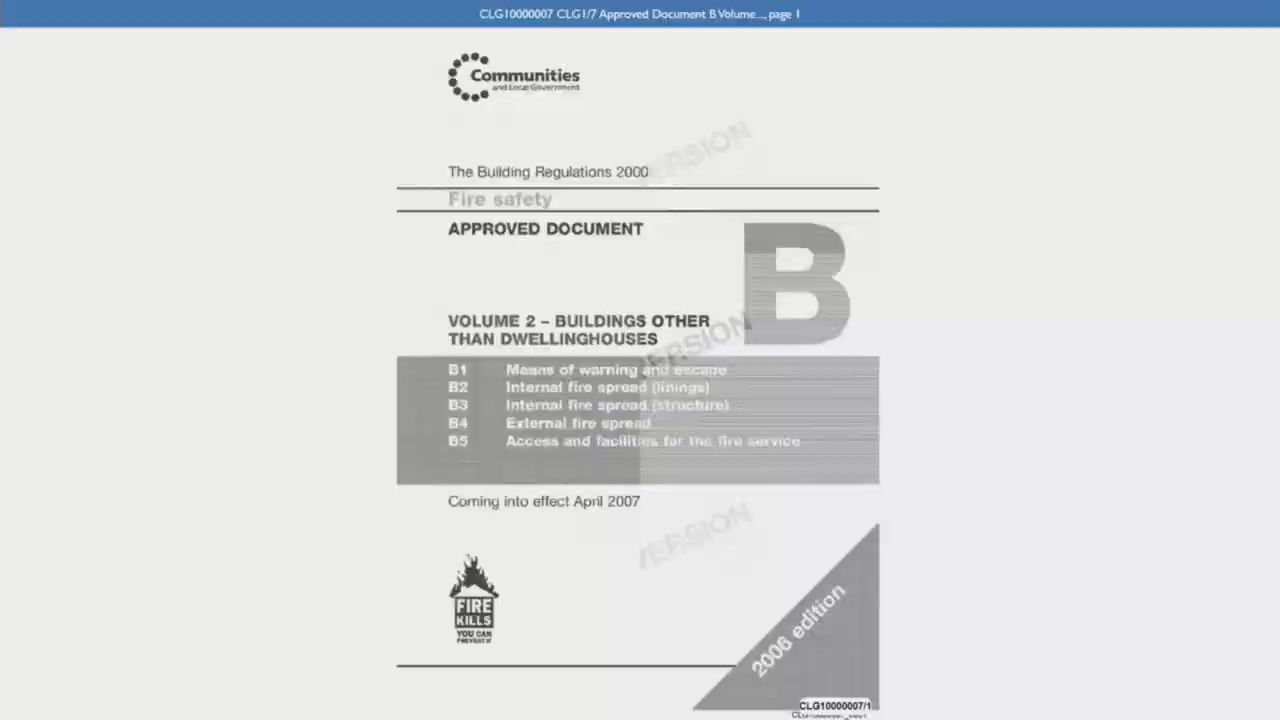 CLG10000007 CLG1/7 Approved Document B Volume..., page 1
Communities
and Local Government
The Building Regulations 2000
Fire safety
APPROVED DOCUMENT
B
VOLUME 2 – BUILDINGS OTHER
THAN DWELLINGHOUSES
B1 Means of warning and escape
B2 Internal fire spread (linings)
B3 Internal fire spread (structure)
B4 External fire spread
B5 Access and facilities for the fire service
Coming into effect April 2007
FIRE
KILLS
YOU CAN
PREVENT IT
2006 edition
VERSION
VERSION
VERSION
CLG10000007/1